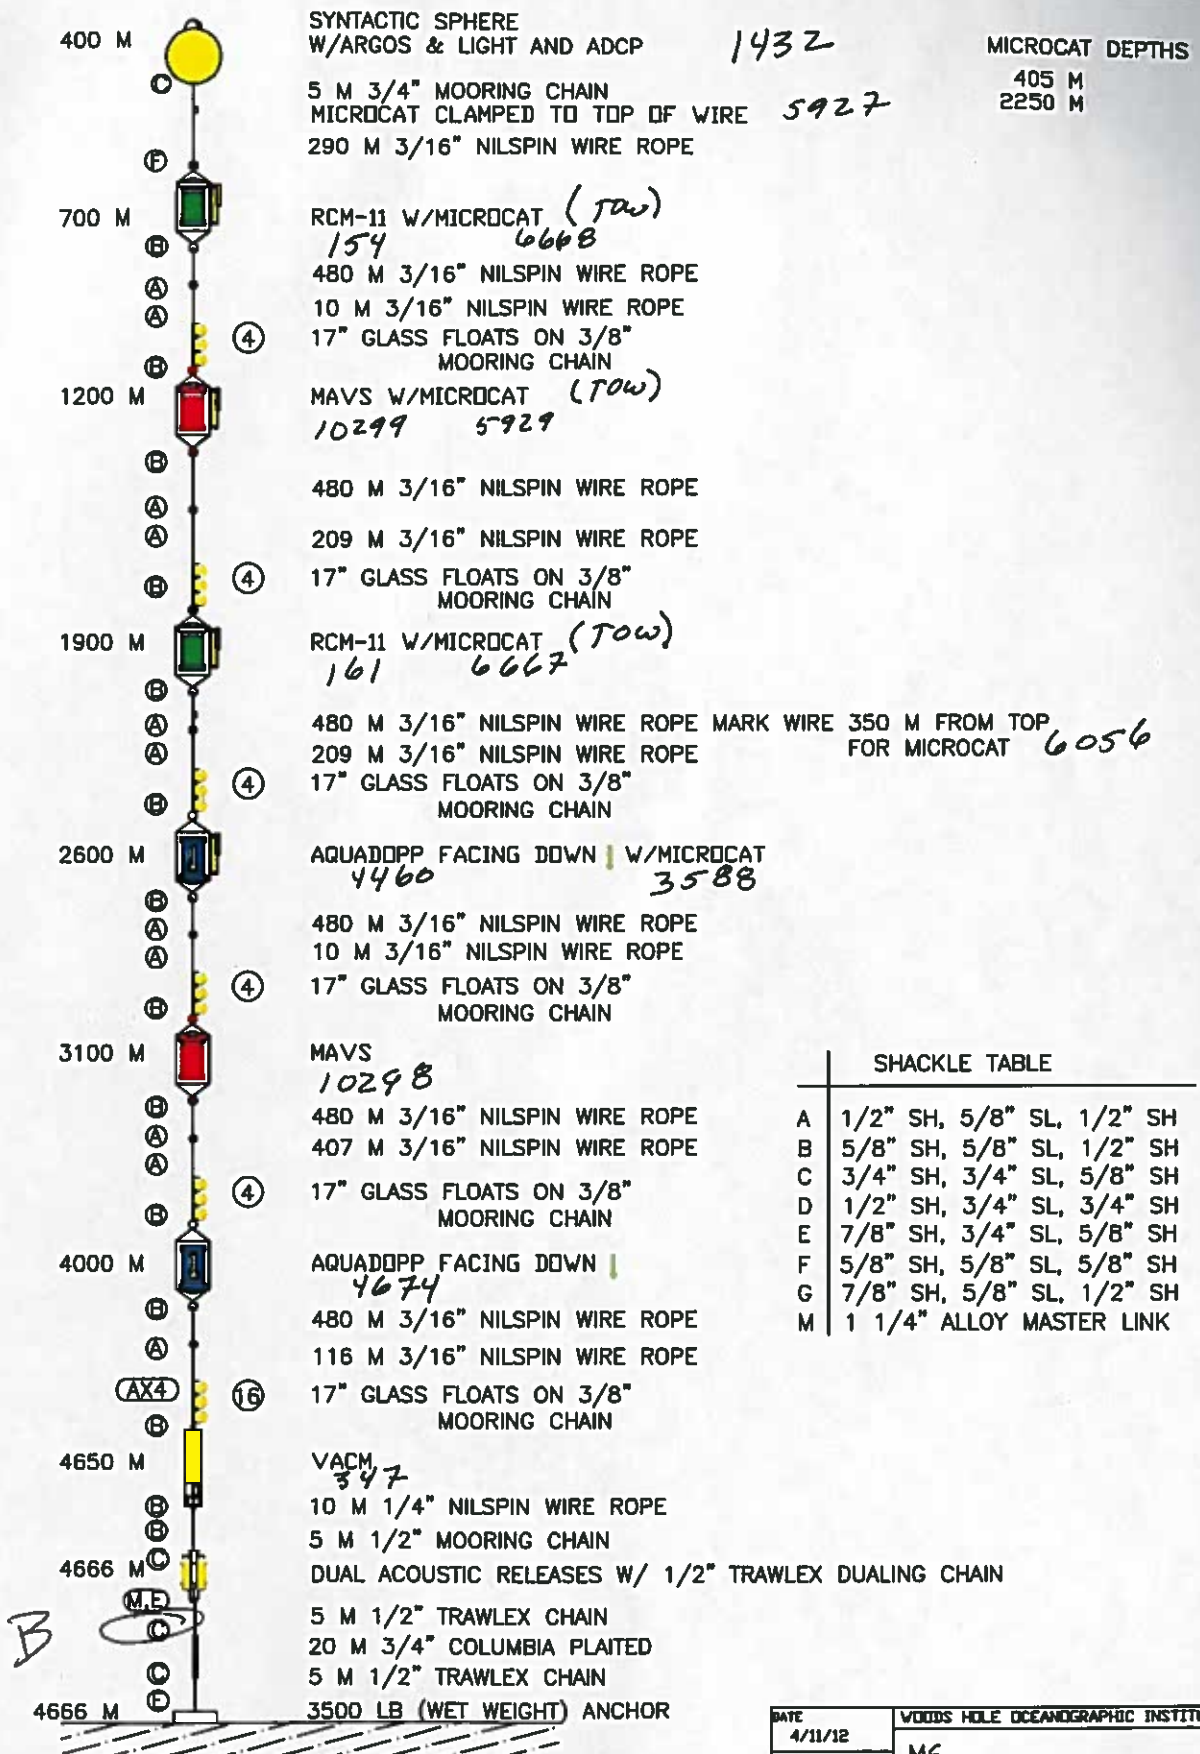 SYNTACTIC SPHERE
400 M W/ARGOS & LIGHT AND ADCP 1432 MICROCAT DEPTHS
405 M
2250 M
C 5 M 3/4" MOORING CHAIN
MICROCAT CLAMPED TO TOP OF WIRE 5927
F 290 M 3/16" NILSPIN WIRE ROPE
700 M RCM-11 W/MICROCAT (TOW)
154 6668
B
480 M 3/16" NILSPIN WIRE ROPE
A
10 M 3/16" NILSPIN WIRE ROPE
A
4 17" GLASS FLOATS ON 3/8"
MOORING CHAIN
B
1200 M MAVS W/MICROCAT (TOW)
10299 5929
B
480 M 3/16" NILSPIN WIRE ROPE
A
A 209 M 3/16" NILSPIN WIRE ROPE
B 4 17" GLASS FLOATS ON 3/8"
MOORING CHAIN
1900 M RCM-11 W/MICROCAT (TOW)
161 6667
B
A 480 M 3/16" NILSPIN WIRE ROPE MARK WIRE 350 M FROM TOP
FOR MICROCAT 6056
A 209 M 3/16" NILSPIN WIRE ROPE
4 17" GLASS FLOATS ON 3/8"
B MOORING CHAIN
2600 M AQUADOPP FACING DOWN W/MICROCAT
4460 3588
B
A 480 M 3/16" NILSPIN WIRE ROPE
A 10 M 3/16" NILSPIN WIRE ROPE
4 17" GLASS FLOATS ON 3/8"
B MOORING CHAIN
3100 M MAVS
10298
B 480 M 3/16" NILSPIN WIRE ROPE
A 407 M 3/16" NILSPIN WIRE ROPE
A
4 17" GLASS FLOATS ON 3/8"
B MOORING CHAIN
4000 M AQUADOPP FACING DOWN
4674
B 480 M 3/16" NILSPIN WIRE ROPE
A 116 M 3/16" NILSPIN WIRE ROPE
AX4 16 17" GLASS FLOATS ON 3/8"
B MOORING CHAIN
4650 M VACM
347
B 10 M 1/4" NILSPIN WIRE ROPE
B 5 M 1/2" MOORING CHAIN
4666 M C DUAL ACOUSTIC RELEASES W/ 1/2" TRAWLEX DUALING CHAIN
M,E
B C 5 M 1/2" TRAWLEX CHAIN
20 M 3/4" COLUMBIA PLAITED
C 5 M 1/2" TRAWLEX CHAIN
4666 M E 3500 LB (WET WEIGHT) ANCHOR
SHACKLE TABLE
A 1/2" SH, 5/8" SL, 1/2" SH
B 5/8" SH, 5/8" SL, 1/2" SH
C 3/4" SH, 3/4" SL, 5/8" SH
D 1/2" SH, 3/4" SL, 3/4" SH
E 7/8" SH, 3/4" SL, 5/8" SH
F 5/8" SH, 5/8" SL, 5/8" SH
G 7/8" SH, 5/8" SL, 1/2" SH
M 1 1/4" ALLOY MASTER LINK
DATE
4/11/12
WOODS HOLE OCEANOGRAPHIC